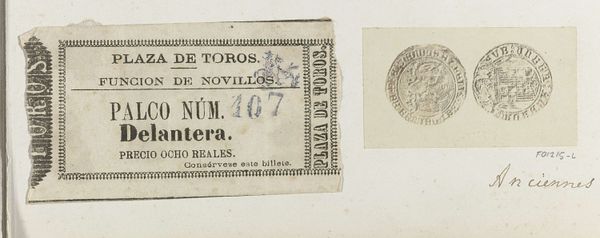 PLAZA DE TOROS.
FUNCION DE NOVILLOS.
PALCO NÚM. 107
Delantera.
PRECIO OCHO REALES.
Consérvese este billete.
PLAZA DE TOROS.
F01215-L
Anciennes